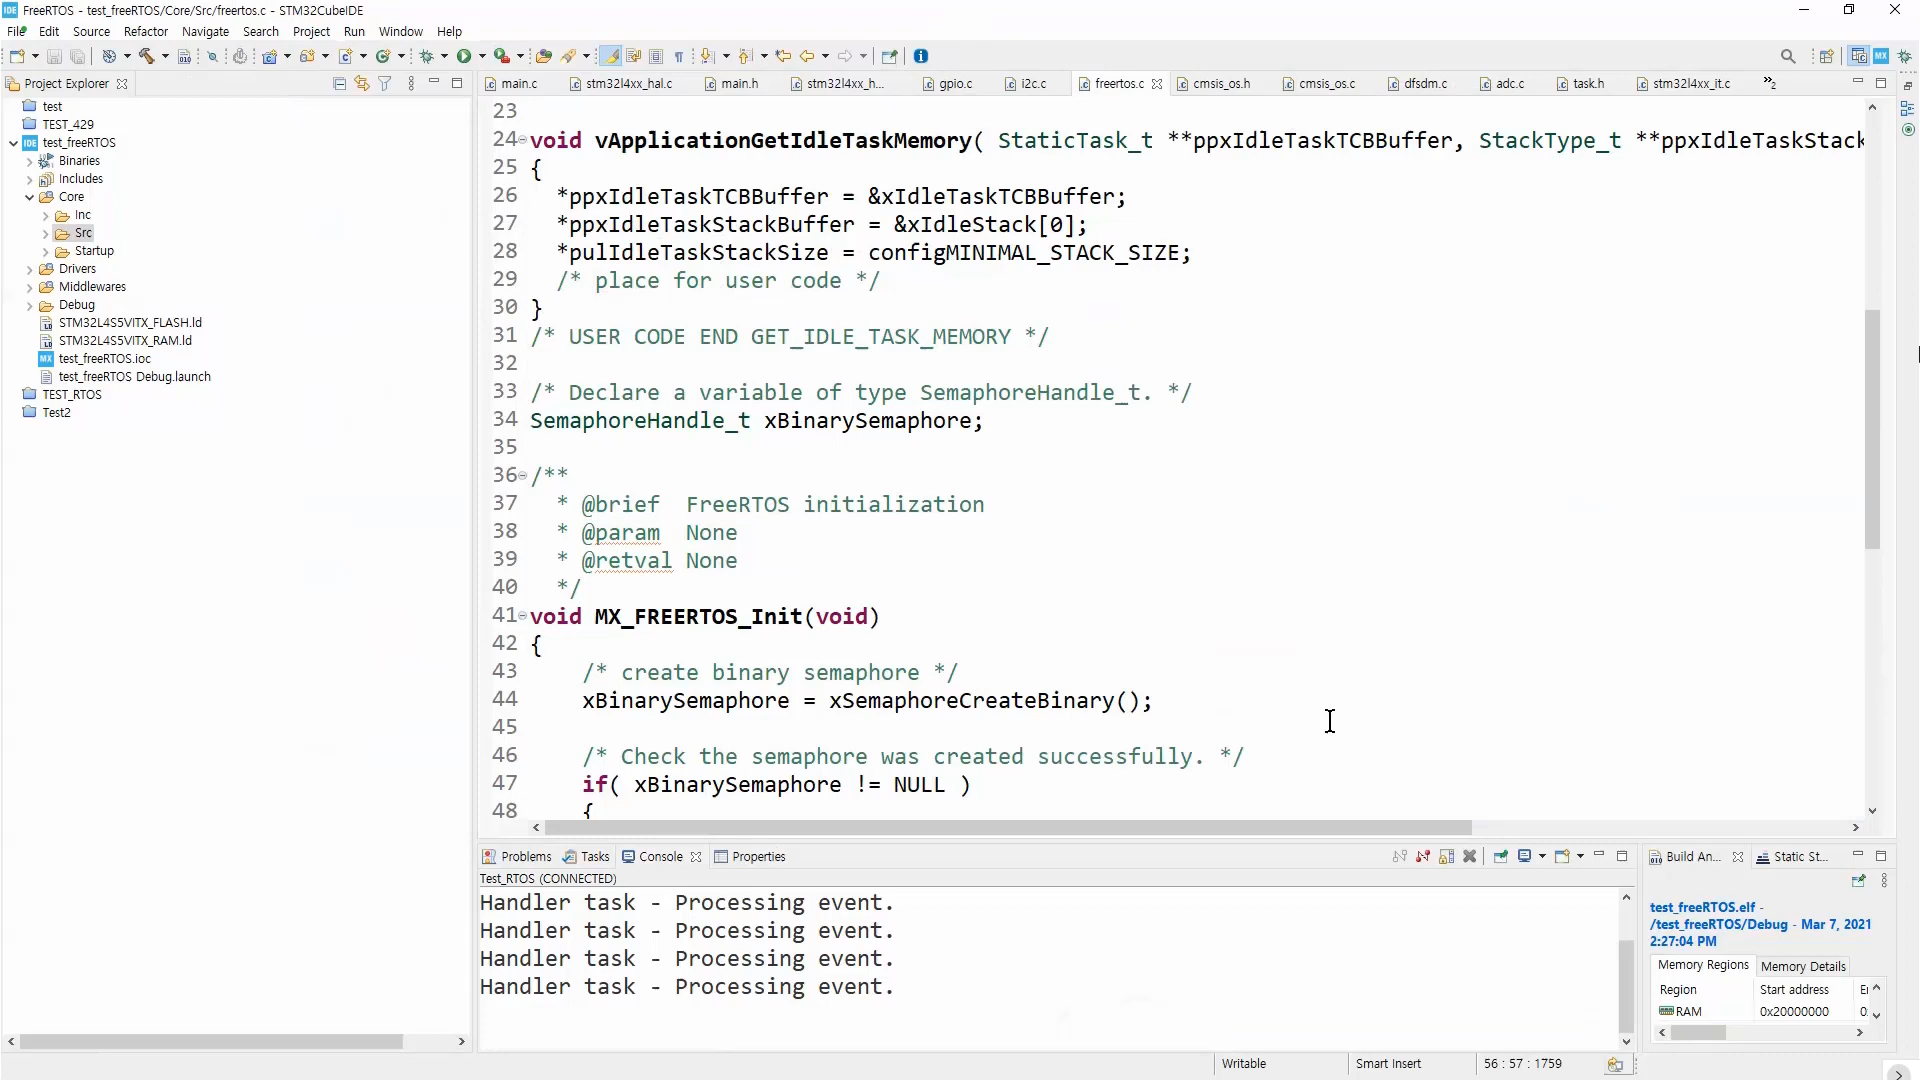 FreeRTOS - test_freeRTOS/Core/Src/freertos.c - STM32CubeIDE
File Edit Source Refactor Navigate Search Project Run Window Help
Project Explorer
test
TEST_429
test_freeRTOS
Binaries
Includes
Core
Inc
Src
Startup
Drivers
Middlewares
Debug
STM32L4S5VITX_FLASH.ld
STM32L4S5VITX_RAM.ld
test_freeRTOS.ioc
test_freeRTOS Debug.launch
TEST_RTOS
Test2
main.c stm32l4xx_hal.c main.h stm32l4xx_h... gpio.c i2c.c freertos.c cmsis_os.h cmsis_os.c dfsdm.c adc.c task.h stm32l4xx_it.c »2
23
24 void vApplicationGetIdleTaskMemory( StaticTask_t **ppxIdleTaskTCBBuffer, StackType_t **ppxIdleTaskStack
25 {
26 *ppxIdleTaskTCBBuffer = &xIdleTaskTCBBuffer;
27 *ppxIdleTaskStackBuffer = &xIdleStack[0];
28 *pulIdleTaskStackSize = configMINIMAL_STACK_SIZE;
29 /* place for user code */
30 }
31 /* USER CODE END GET_IDLE_TASK_MEMORY */
32
33 /* Declare a variable of type SemaphoreHandle_t. */
34 SemaphoreHandle_t xBinarySemaphore;
35
36 /**
37 * @brief FreeRTOS initialization
38 * @param None
39 * @retval None
40 */
41 void MX_FREERTOS_Init(void)
42 {
43 /* create binary semaphore */
44 xBinarySemaphore = xSemaphoreCreateBinary();
45
46 /* Check the semaphore was created successfully. */
47 if( xBinarySemaphore != NULL )
48 {
Problems Tasks Console Properties
Test_RTOS (CONNECTED)
Handler task - Processing event.
Handler task - Processing event.
Handler task - Processing event.
Handler task - Processing event.
Build An... Static St...
test_freeRTOS.elf -
/test_freeRTOS/Debug - Mar 7, 2021
2:27:04 PM
Memory Regions Memory Details
Region Start address
RAM 0x20000000 0:
Writable Smart Insert 56 : 57 : 1759